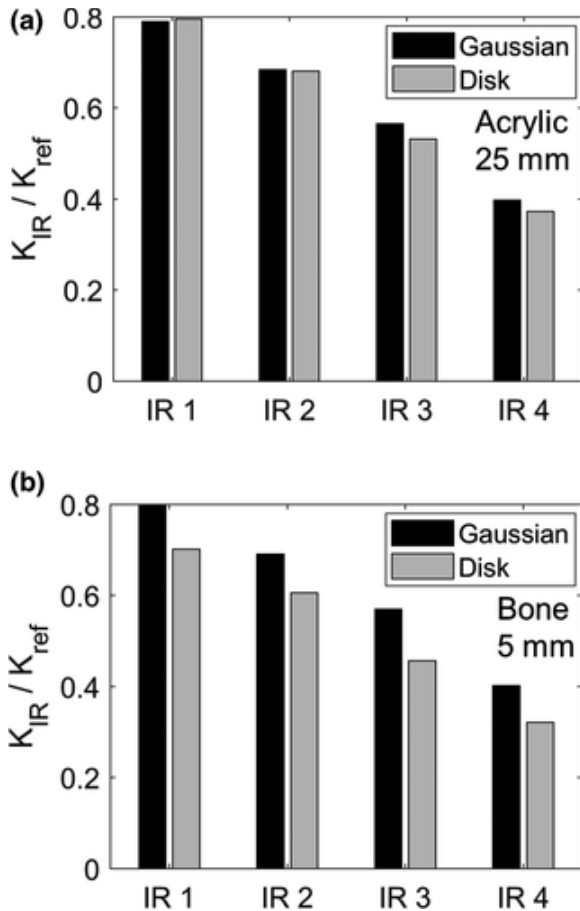 (a)
0.8
0.6
0.4
0.2
0
K_IR / K_ref
Gaussian
Disk
Acrylic
25 mm
IR 1 IR 2 IR 3 IR 4
(b)
0.8
0.6
0.4
0.2
0
K_IR / K_ref
Gaussian
Disk
Bone
5 mm
IR 1 IR 2 IR 3 IR 4